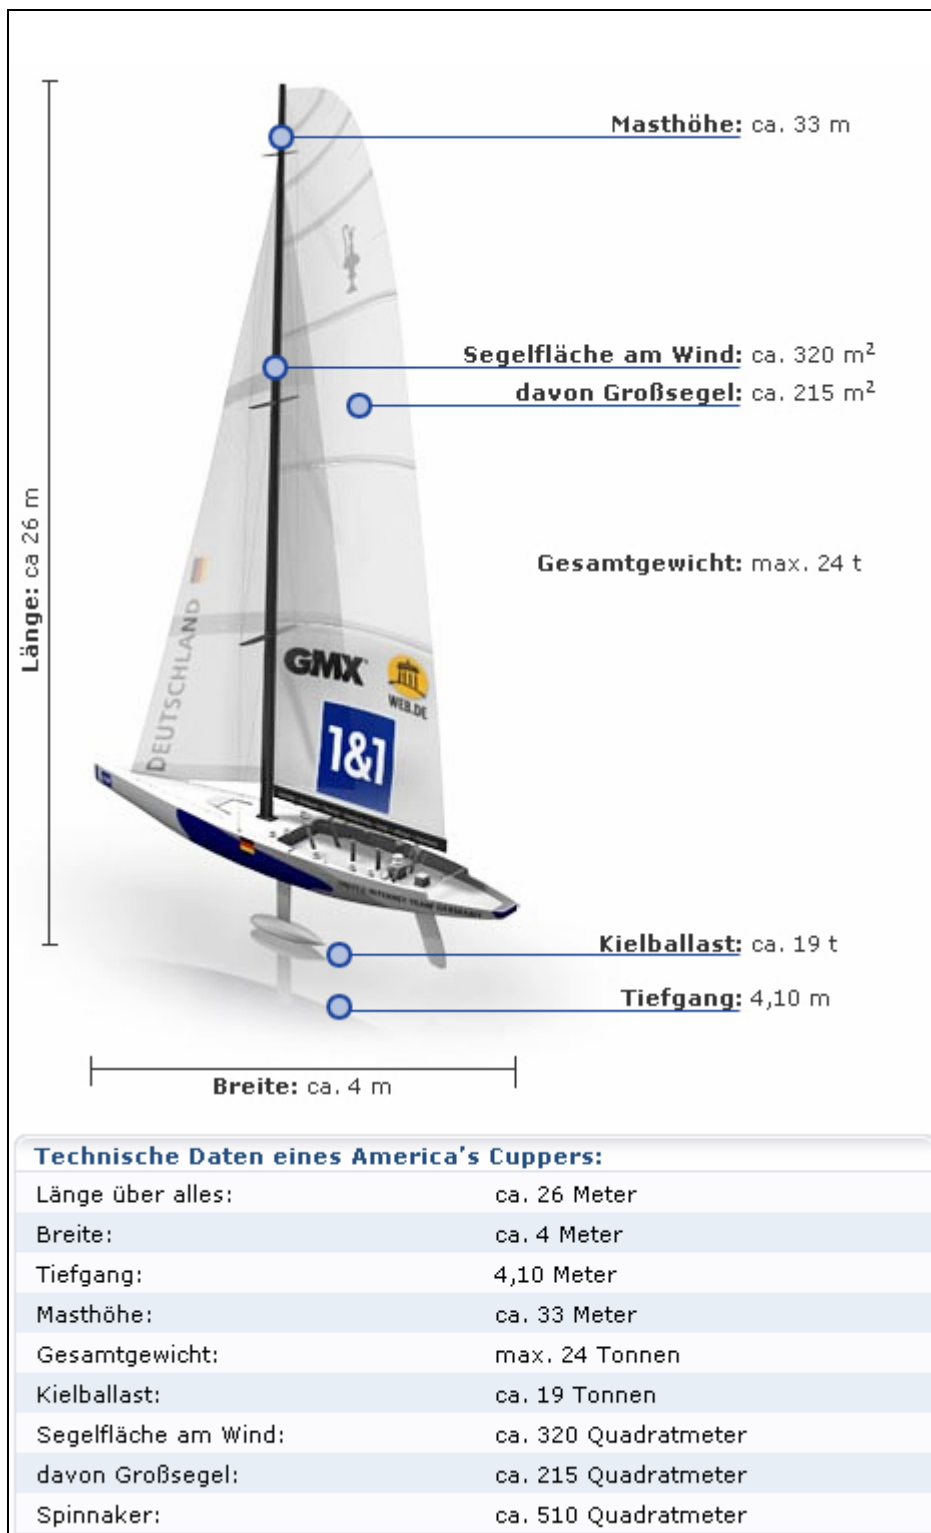 Masthöhe: ca. 33 m
Segelfläche am Wind: ca. 320 m²
davon Großsegel: ca. 215 m²
Länge: ca 26 m
Gesamtgewicht: max. 24 t
DEUTSCHLAND
GMX
WEB.DE
1&1
UNITED INTERNET TEAM GERMANY
Kielballast: ca. 19 t
Tiefgang: 4,10 m
Breite: ca. 4 m
Technische Daten eines America's Cuppers:
Länge über alles: ca. 26 Meter
Breite: ca. 4 Meter
Tiefgang: 4,10 Meter
Masthöhe: ca. 33 Meter
Gesamtgewicht: max. 24 Tonnen
Kielballast: ca. 19 Tonnen
Segelfläche am Wind: ca. 320 Quadratmeter
davon Großsegel: ca. 215 Quadratmeter
Spinnaker: ca. 510 Quadratmeter